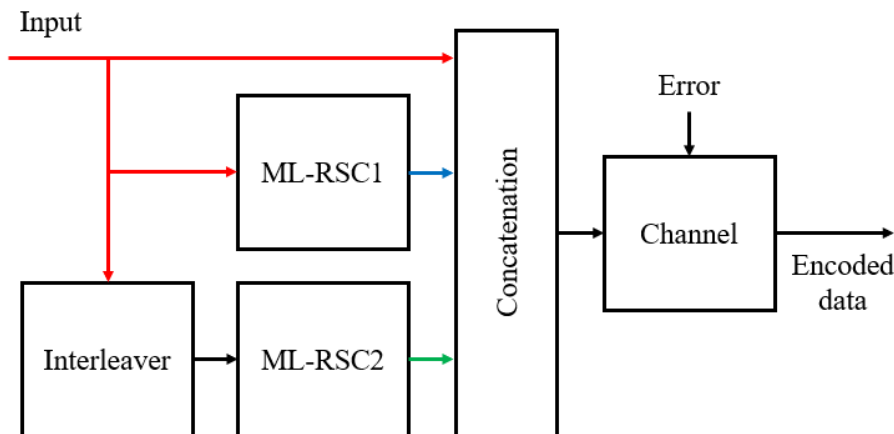 Input
Error
ML-RSC1
Concatenation
Channel
Encoded
data
Interleaver
ML-RSC2